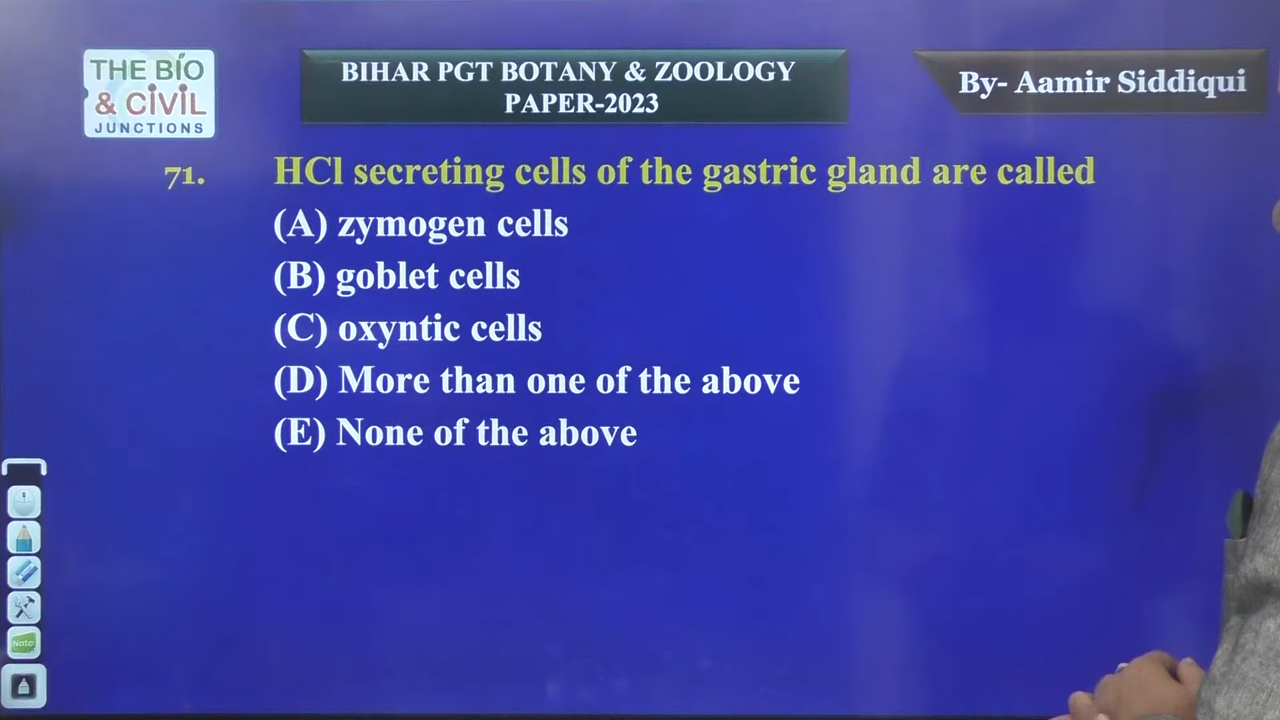 THE BIO
& CIVIL
JUNCTIONS
BIHAR PGT BOTANY & ZOOLOGY
PAPER-2023
By- Aamir Siddiqui
71. HCl secreting cells of the gastric gland are called
(A) zymogen cells
(B) goblet cells
(C) oxyntic cells
(D) More than one of the above
(E) None of the above
Note